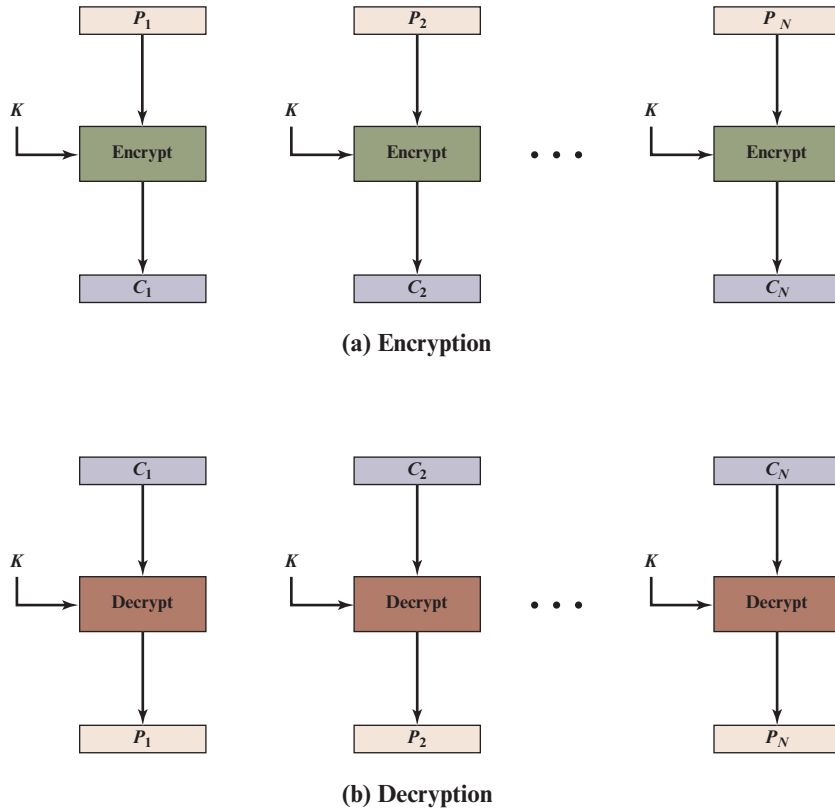 P1 P2 PN
K K K
Encrypt Encrypt • • • Encrypt
C1 C2 CN
(a) Encryption
C1 C2 CN
K K K
Decrypt Decrypt • • • Decrypt
P1 P2 PN
(b) Decryption